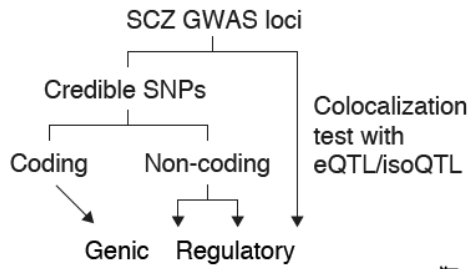 SCZ GWAS loci
Credible SNPs
Colocalization
test with
eQTL/isoQTL
Coding
Non-coding
Genic
Regulatory